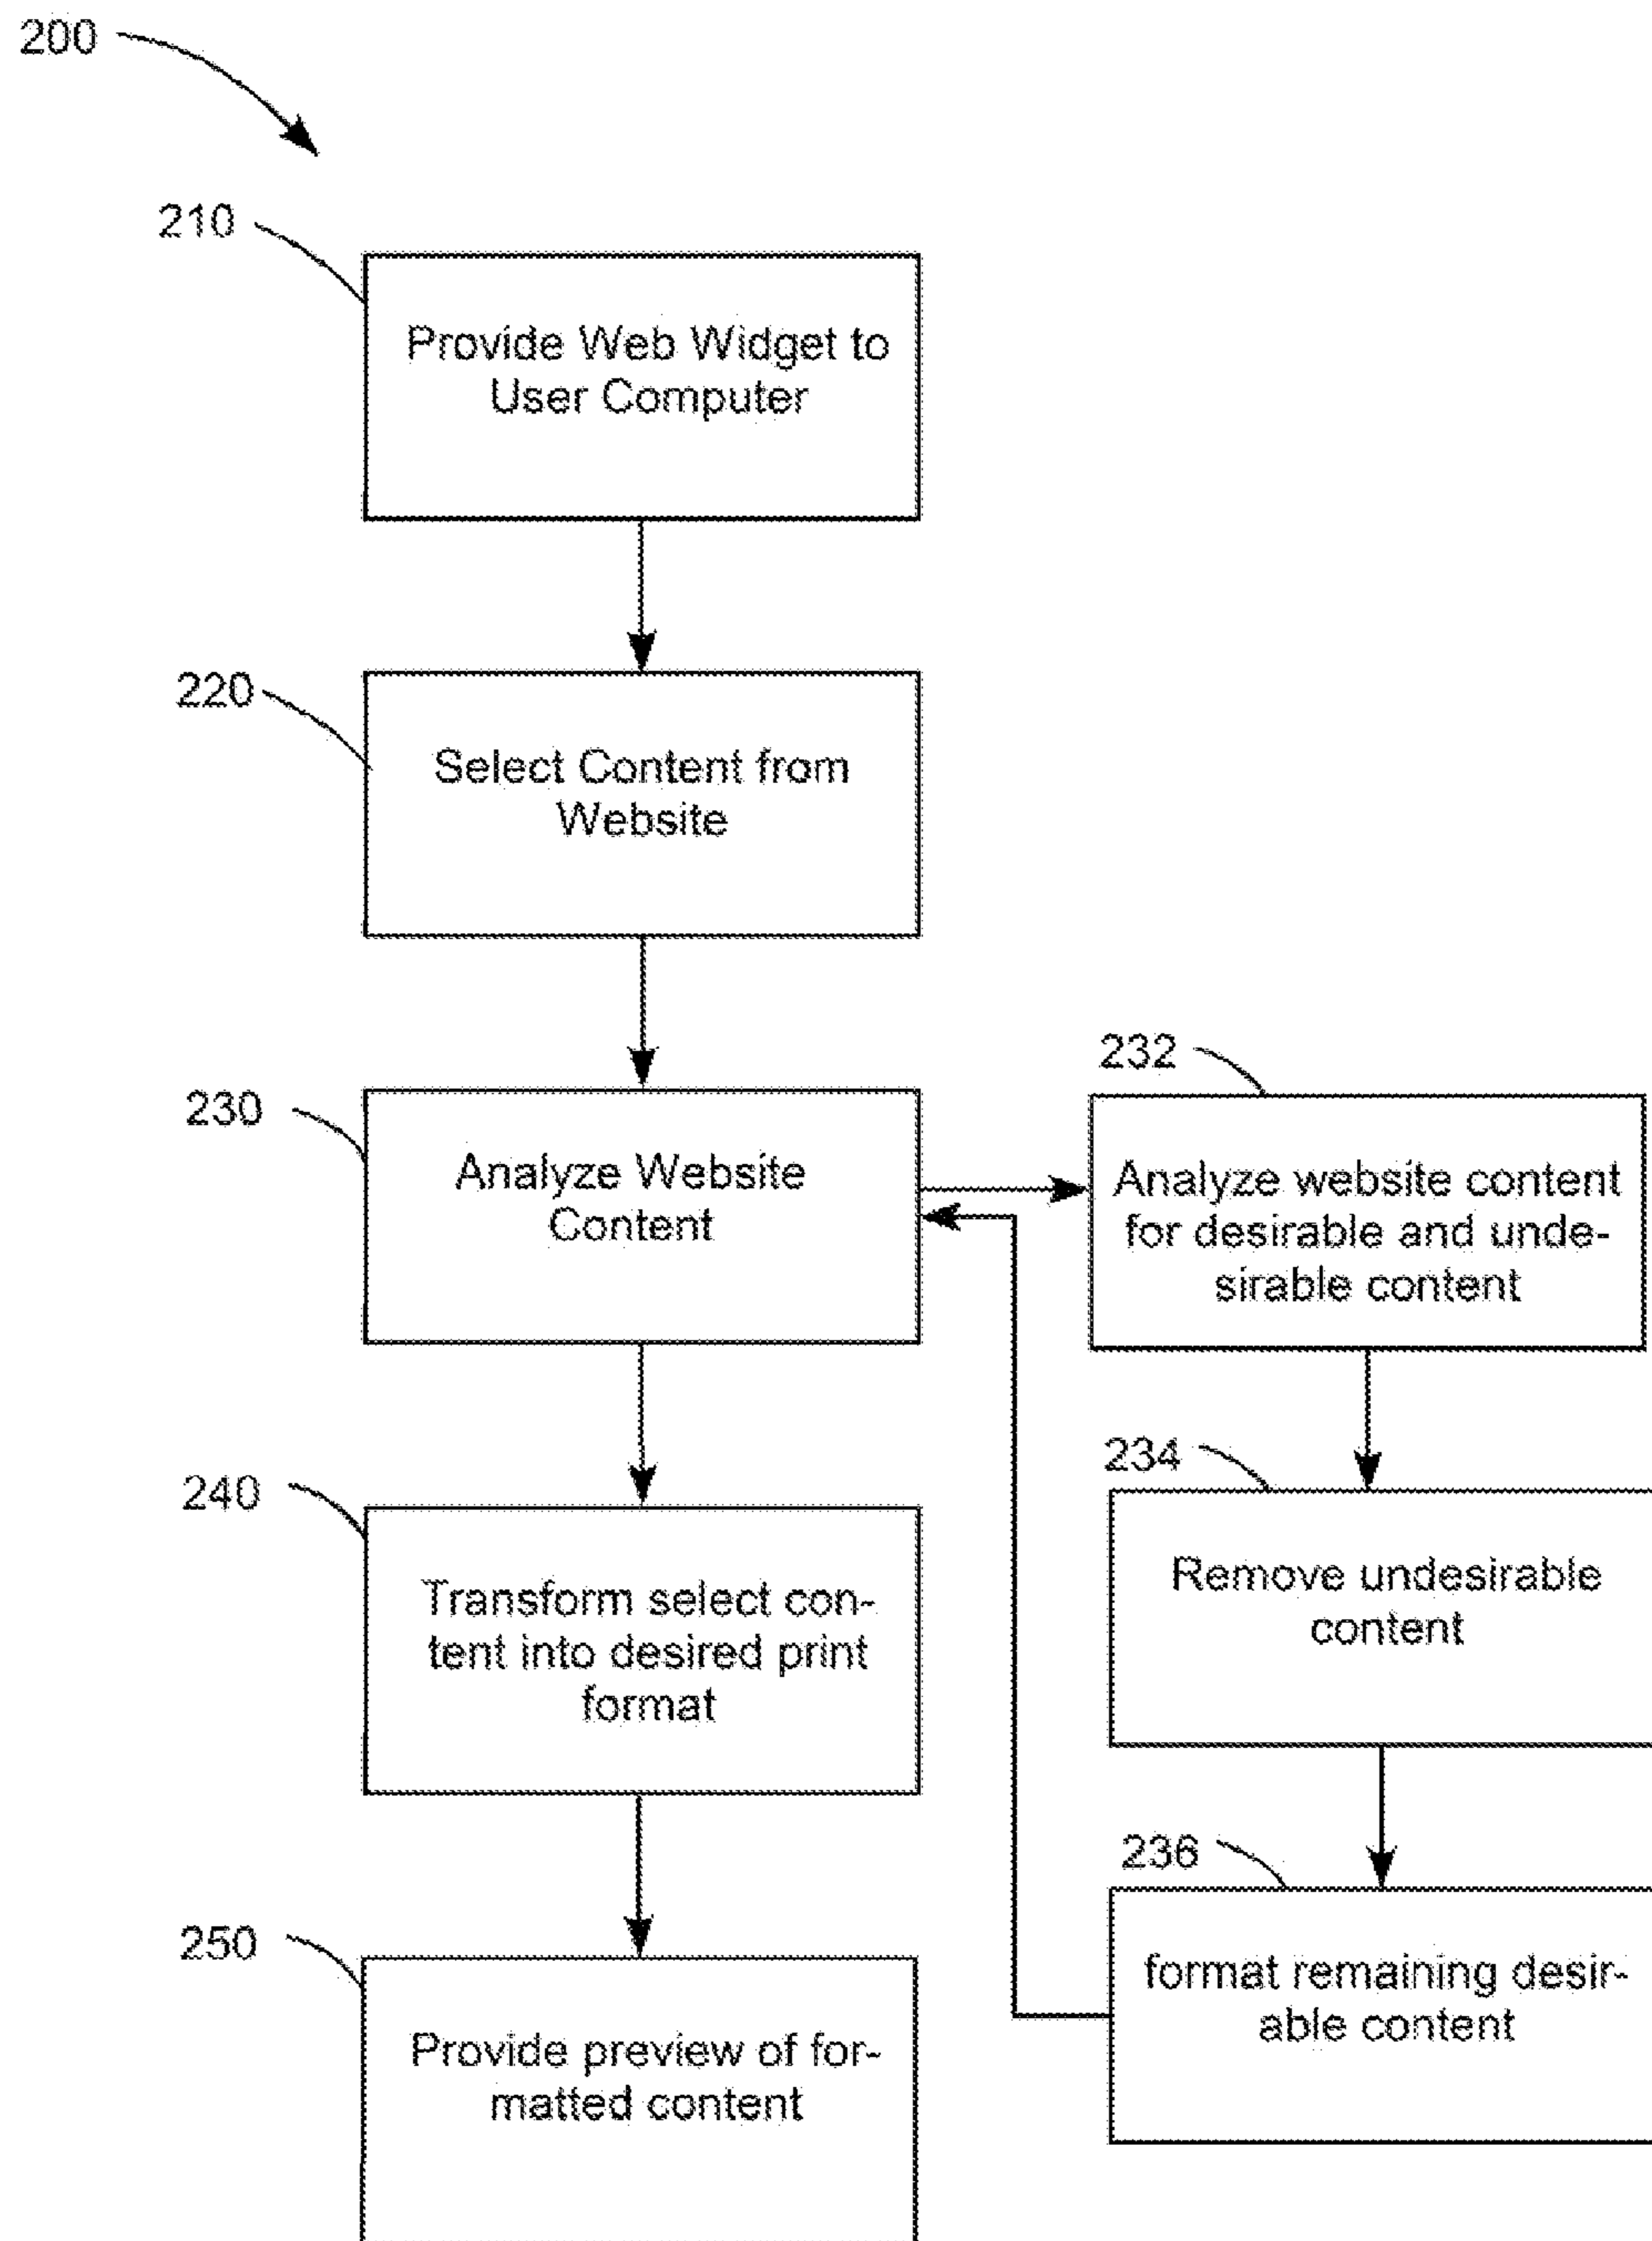 200
210
Provide Web Widget to
User Computer
220
Select Content from
Website
230
Analyze Website
Content
232
Analyze website content
for desirable and unde-
sirable content
234
Remove undesirable
content
240
Transform select con-
tent into desired print
format
236
format remaining desir-
able content
250
Provide preview of for-
matted content